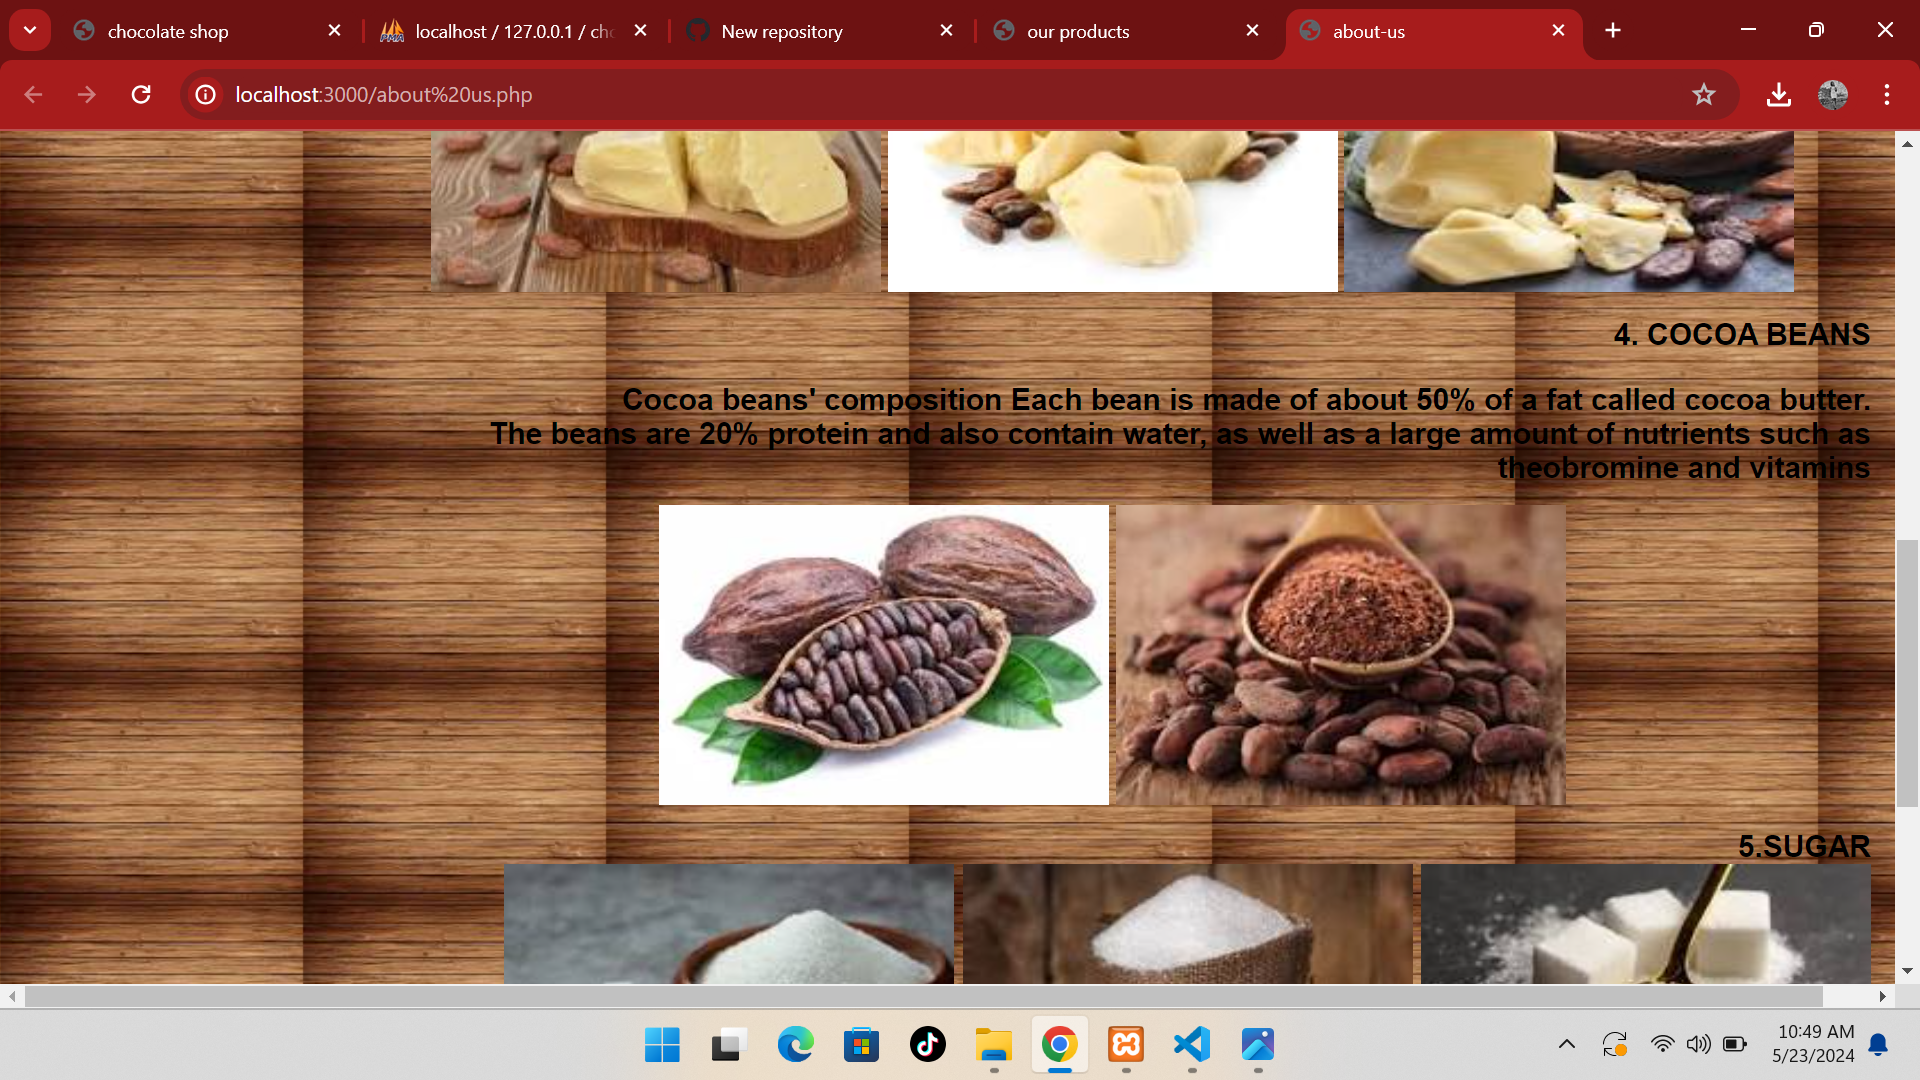 chocolate shop
localhost / 127.0.0.1 / cho
New repository
our products
about-us
localhost:3000/about%20us.php
4. COCOA BEANS
Cocoa beans' composition Each bean is made of about 50% of a fat called cocoa butter.
The beans are 20% protein and also contain water, as well as a large amount of nutrients such as
theobromine and vitamins
5.SUGAR
10:49 AM
5/23/2024